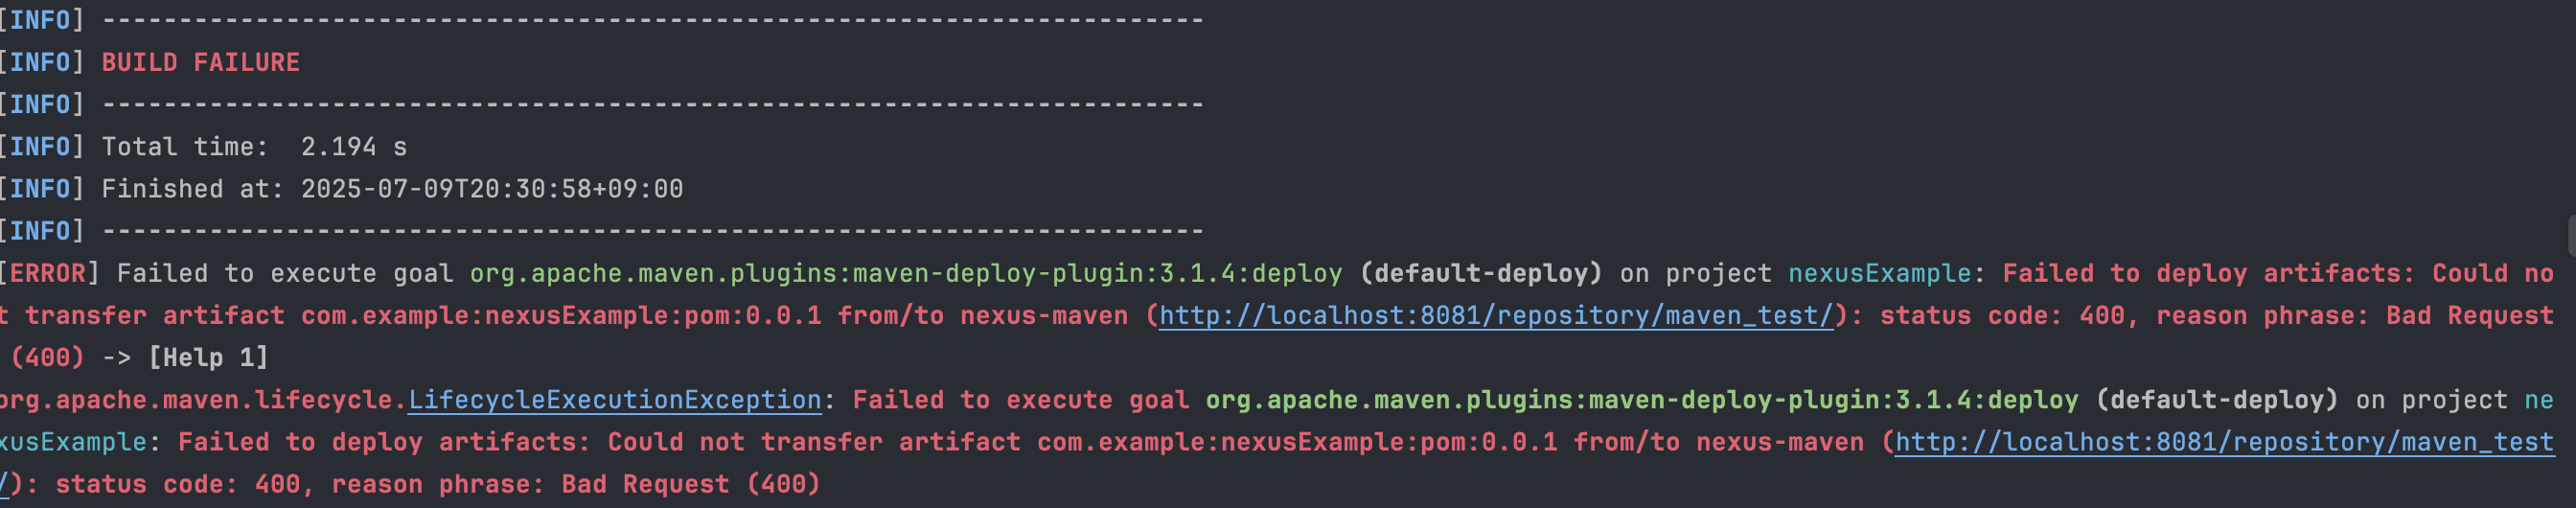 [INFO] ------------------------------------------------------------------------
[INFO] BUILD FAILURE
[INFO] ------------------------------------------------------------------------
[INFO] Total time:  2.194 s
[INFO] Finished at: 2025-07-09T20:30:58+09:00
[INFO] ------------------------------------------------------------------------
[ERROR] Failed to execute goal org.apache.maven.plugins:maven-deploy-plugin:3.1.4:deploy (default-deploy) on project nexusExample: Failed to deploy artifacts: Could no
t transfer artifact com.example:nexusExample:pom:0.0.1 from/to nexus-maven (http://localhost:8081/repository/maven_test/): status code: 400, reason phrase: Bad Request
 (400) -> [Help 1]
org.apache.maven.lifecycle.LifecycleExecutionException: Failed to execute goal org.apache.maven.plugins:maven-deploy-plugin:3.1.4:deploy (default-deploy) on project ne
xusExample: Failed to deploy artifacts: Could not transfer artifact com.example:nexusExample:pom:0.0.1 from/to nexus-maven (http://localhost:8081/repository/maven_test
/): status code: 400, reason phrase: Bad Request (400)